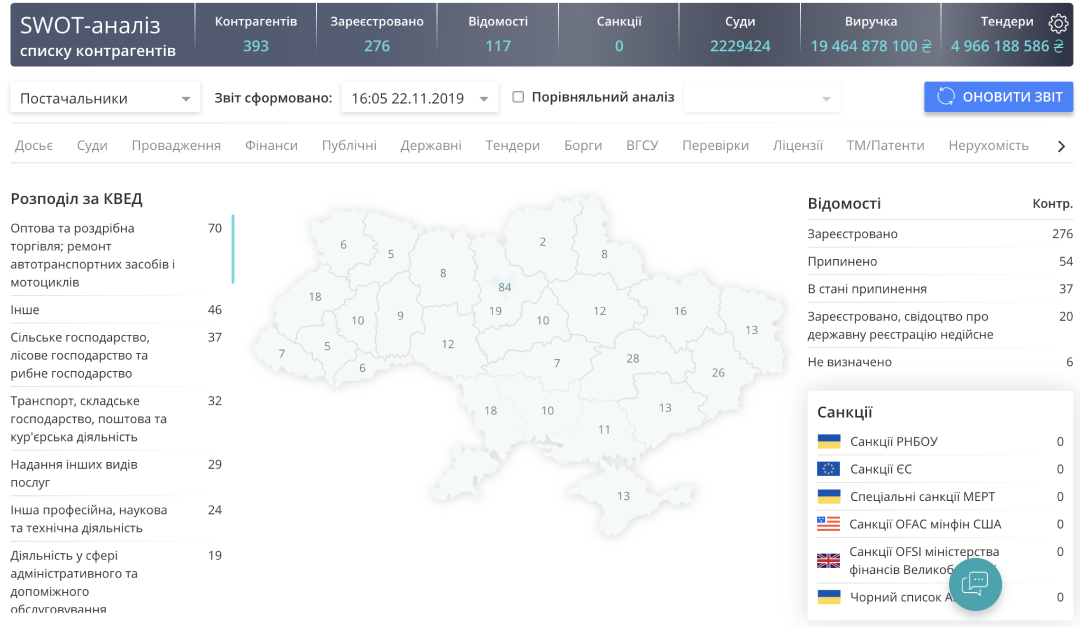 SWOT-аналіз
списку контрагентів
Контрагентів
393
Зареєстровано
276
Відомості
117
Санкції
0
Суди
2229424
Виручка
19 464 878 100 ₴
Тендери
4 966 188 586 ₴
Постачальники
Звіт сформовано:
16:05 22.11.2019
Порівняльний аналіз
ОНОВИТИ ЗВІТ
Досьє Суди Провадження Фінанси Публічні Державні Тендери Борги ВГСУ Перевірки Ліцензії ТМ/Патенти Нерухомість
Розподіл за КВЕД
Оптова та роздрібна 70
торгівля; ремонт
автотранспортних засобів і
мотоциклів
Інше 46
Сільське господарство, 37
лісове господарство та
рибне господарство
Транспорт, складське 32
господарство, поштова та
кур'єрська діяльність
Надання інших видів 29
послуг
Інша професійна, наукова 24
та технічна діяльність
Діяльність у сфері 19
адміністративного та
допоміжного
обслуговування
6
5
8
2
8
84
18
10
9
19
10
12
16
13
7
5
6
12
7
28
26
18
10
13
11
13
Відомості Контр.
Зареєстровано 276
Припинено 54
В стані припинення 37
Зареєстровано, свідоцтво про 20
державну реєстрацію недійсне
Не визначено 6
Санкції
Санкції РНБОУ 0
Санкції ЄС 0
Спеціальні санкції МЕРТ 0
Санкції OFAC мінфін США 0
Санкції OFSI міністерства 0
фінансів
Чорний список 0